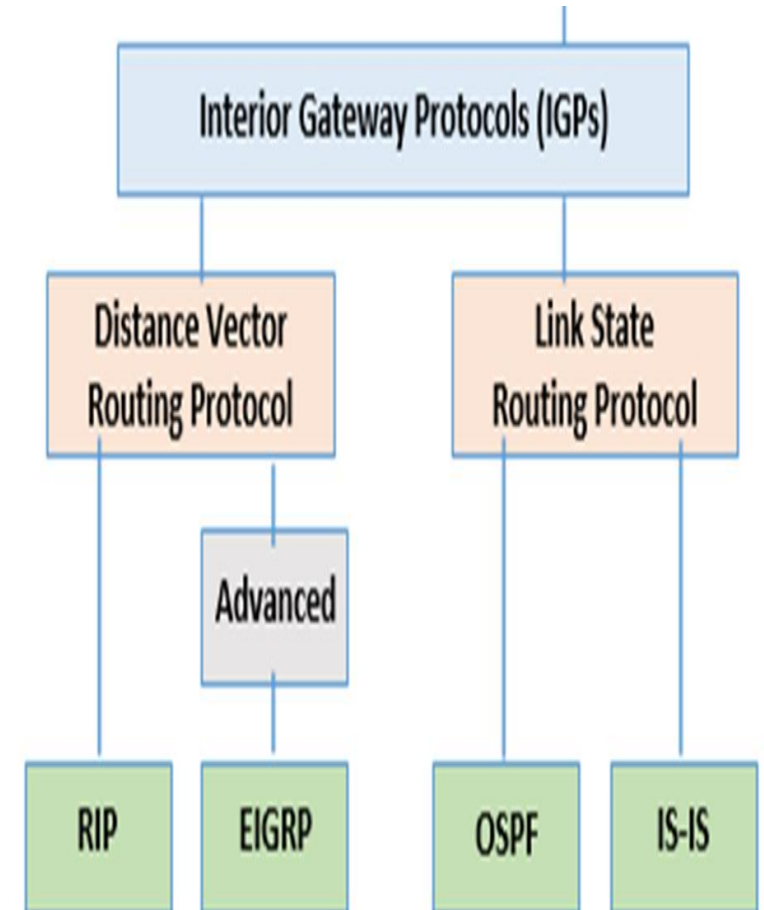 Interior Gateway Protocols (IGPs)
Distance Vector
Routing Protocol
Link State
Routing Protocol
Advanced
RIP
EIGRP
OSPF
IS-IS